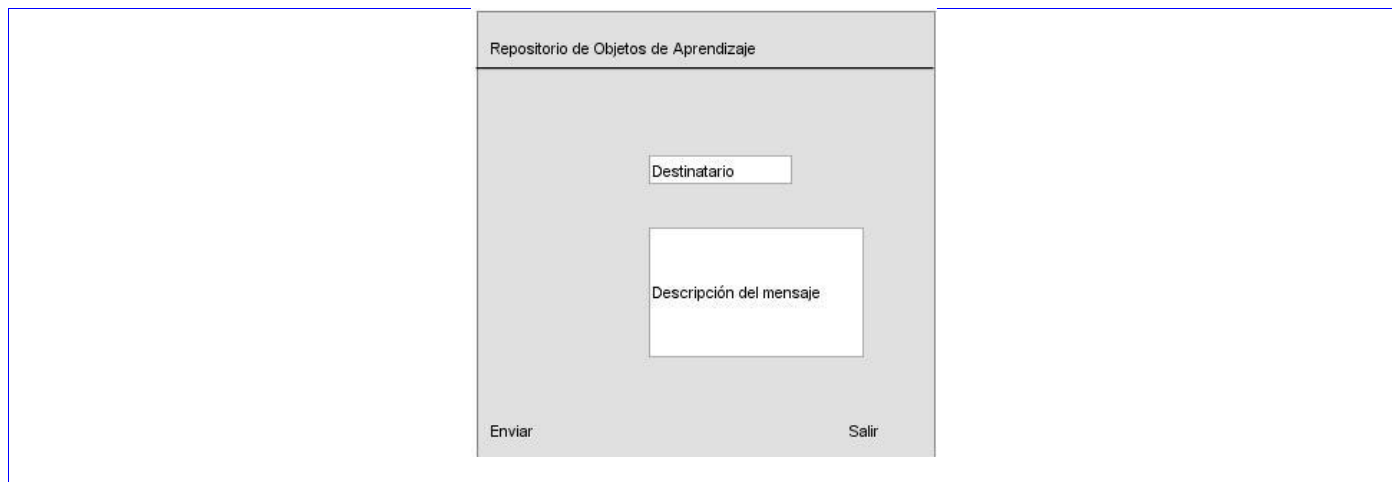 Repositorio de Objetos de Aprendizaje
Destinatario
Descripción del mensaje
Enviar
Salir